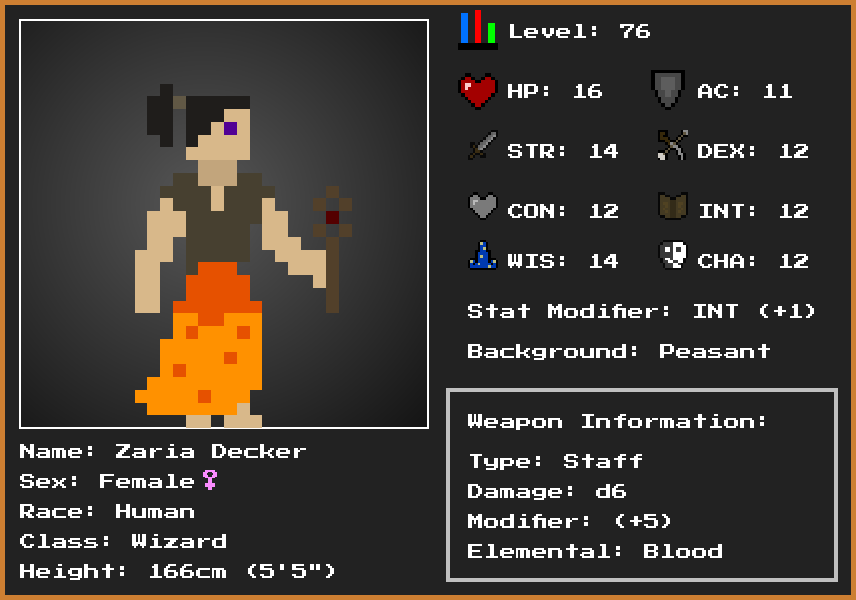 Level: 76
HP: 16 AC: 11
STR: 14 DEX: 12
CON: 12 INT: 12
WIS: 14 CHA: 12
Stat Modifier: INT (+1)
Background: Peasant
Weapon Information:
Type: Staff
Damage: d6
Modifier: (+5)
Elemental: Blood
Name: Zaria Decker
Sex: Female♀
Race: Human
Class: Wizard
Height: 166cm (5'5")